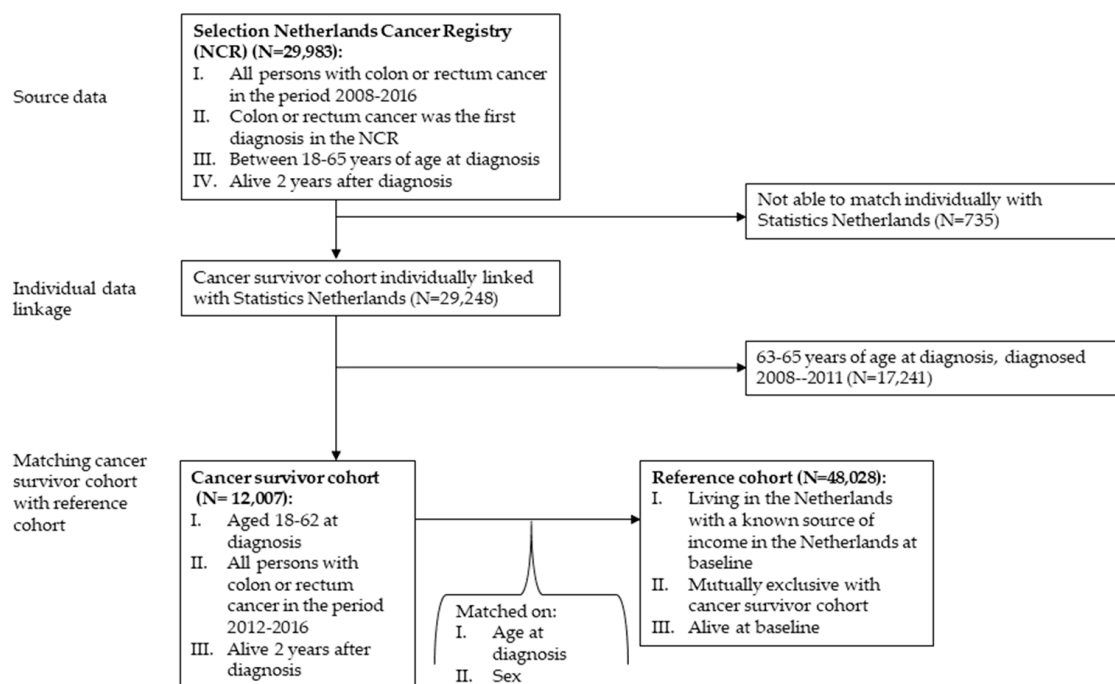 Source data
Selection Netherlands Cancer Registry
(NCR) (N=29,983):
I. All persons with colon or rectum cancer
in the period 2008-2016
II. Colon or rectum cancer was the first
diagnosis in the NCR
III. Between 18-65 years of age at diagnosis
IV. Alive 2 years after diagnosis
Not able to match individually with
Statistics Netherlands (N=735)
Individual data
linkage
Cancer survivor cohort individually linked
with Statistics Netherlands (N=29,248)
63-65 years of age at diagnosis, diagnosed
2008--2011 (N=17,241)
Matching cancer
survivor cohort
with reference
cohort
Cancer survivor cohort
(N= 12,007):
I. Aged 18-62 at
diagnosis
II. All persons with
colon or rectum
cancer in the period
2012-2016
III. Alive 2 years after
diagnosis
Matched on:
I. Age at
diagnosis
II. Sex
Reference cohort (N=48,028):
I. Living in the Netherlands
with a known source of
income in the Netherlands at
baseline
II. Mutually exclusive with
cancer survivor cohort
III. Alive at baseline